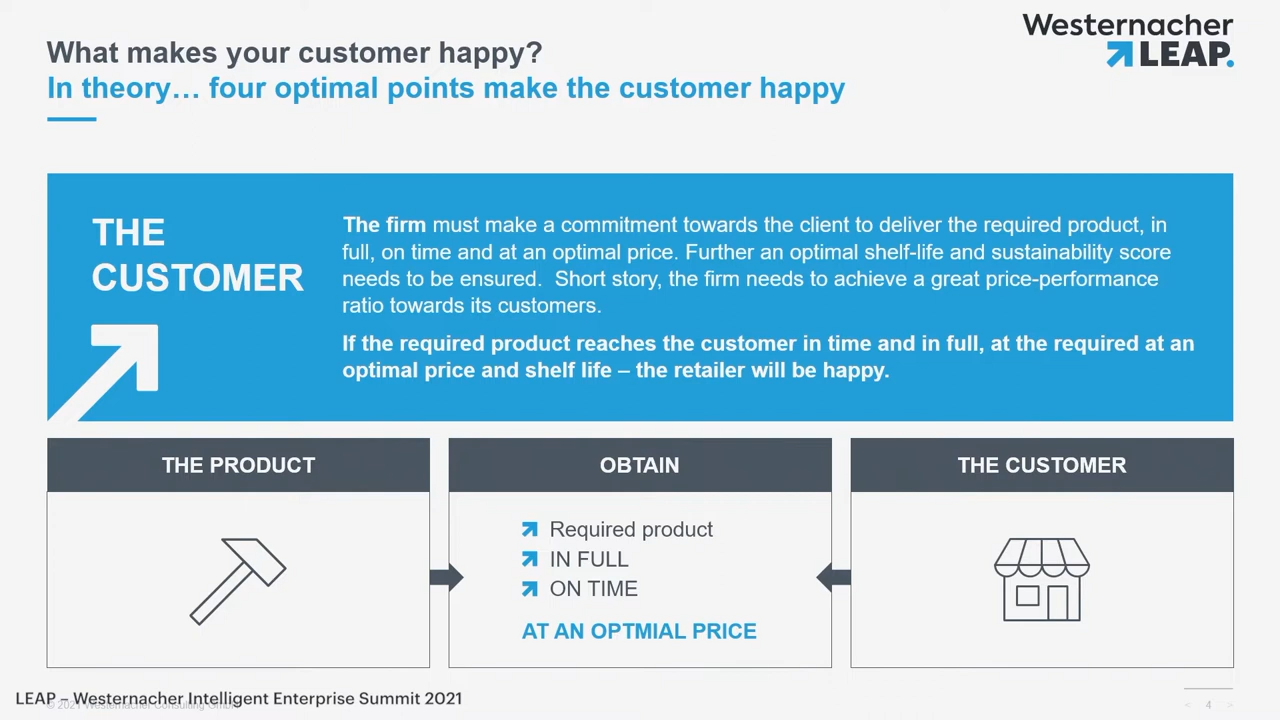 Westernacher
LEAP.
What makes your customer happy?
In theory… four optimal points make the customer happy
THE
CUSTOMER
The firm must make a commitment towards the client to deliver the required product, in
full, on time and at an optimal price. Further an optimal shelf-life and sustainability score
needs to be ensured.  Short story, the firm needs to achieve a great price-performance
ratio towards its customers.
If the required product reaches the customer in time and in full, at the required at an
optimal price and shelf life – the retailer will be happy.
THE PRODUCT
OBTAIN
Required product
IN FULL
ON TIME
AT AN OPTMIAL PRICE
THE CUSTOMER
LEAP – Westernacher Intelligent Enterprise Summit 2021
© 2021 Westernacher Consulting GmbH
< 4 >